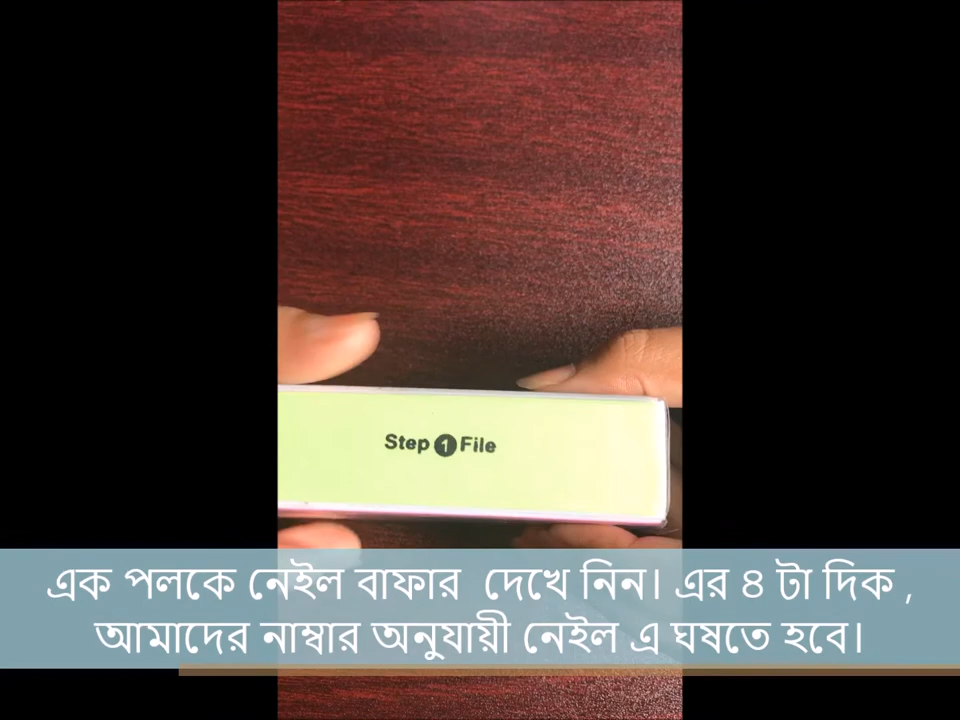 Step 1 File
এক পলকে নেইল বাফার দেখে নিন। এর ৪ টা দিক ,
আমাদের নাম্বার অনুযায়ী নেইল এ ঘষতে হবে।